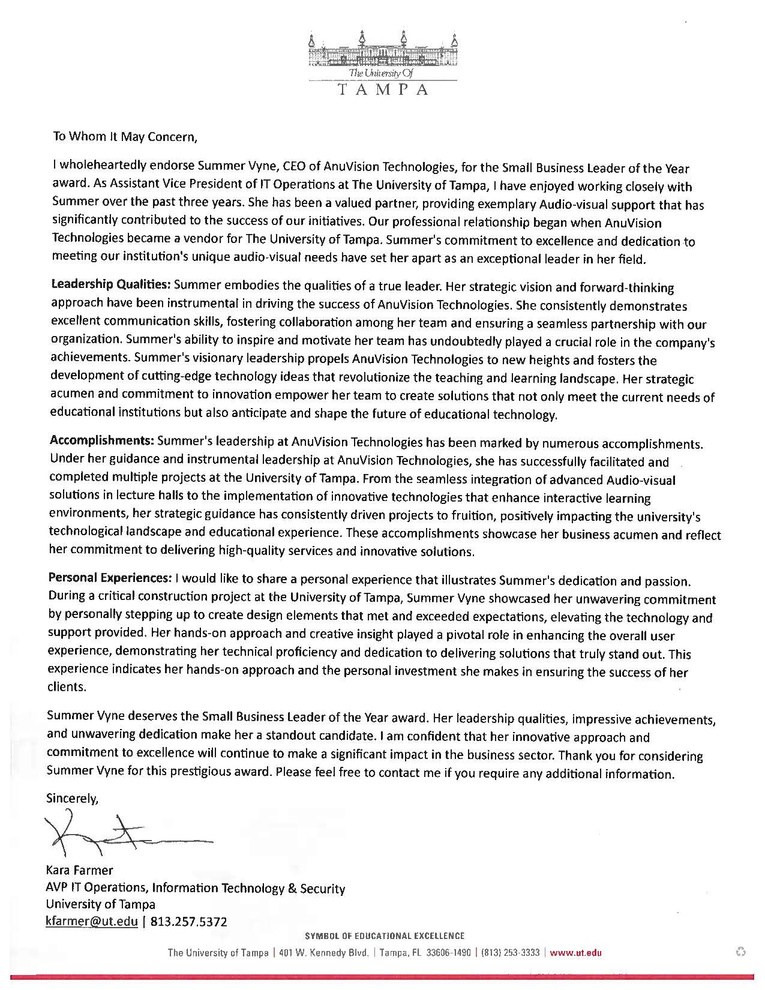 The University Of
TAMPA
To Whom It May Concern,
I wholeheartedly endorse Summer Vyne, CEO of AnuVision Technologies, for the Small Business Leader of the Year
award. As Assistant Vice President of IT Operations at The University of Tampa, I have enjoyed working closely with
Summer over the past three years. She has been a valued partner, providing exemplary Audio-visual support that has
significantly contributed to the success of our initiatives. Our professional relationship began when AnuVision
Technologies became a vendor for The University of Tampa. Summer's commitment to excellence and dedication to
meeting our institution's unique audio-visual needs have set her apart as an exceptional leader in her field.
Leadership Qualities: Summer embodies the qualities of a true leader. Her strategic vision and forward-thinking
approach have been instrumental in driving the success of AnuVision Technologies. She consistently demonstrates
excellent communication skills, fostering collaboration among her team and ensuring a seamless partnership with our
organization. Summer's ability to inspire and motivate her team has undoubtedly played a crucial role in the company's
achievements. Summer's visionary leadership propels AnuVision Technologies to new heights and fosters the
development of cutting-edge technology ideas that revolutionize the teaching and learning landscape. Her strategic
acumen and commitment to innovation empower her team to create solutions that not only meet the current needs of
educational institutions but also anticipate and shape the future of educational technology.
Accomplishments: Summer's leadership at AnuVision Technologies has been marked by numerous accomplishments.
Under her guidance and instrumental leadership at AnuVision Technologies, she has successfully facilitated and
completed multiple projects at the University of Tampa. From the seamless integration of advanced Audio-visual
solutions in lecture halls to the implementation of innovative technologies that enhance interactive learning
environments, her strategic guidance has consistently driven projects to fruition, positively impacting the university's
technological landscape and educational experience. These accomplishments showcase her business acumen and reflect
her commitment to delivering high-quality services and innovative solutions.
Personal Experiences: I would like to share a personal experience that illustrates Summer's dedication and passion.
During a critical construction project at the University of Tampa, Summer Vyne showcased her unwavering commitment
by personally stepping up to create design elements that met and exceeded expectations, elevating the technology and
support provided. Her hands-on approach and creative insight played a pivotal role in enhancing the overall user
experience, demonstrating her technical proficiency and dedication to delivering solutions that truly stand out. This
experience indicates her hands-on approach and the personal investment she makes in ensuring the success of her
clients.
Summer Vyne deserves the Small Business Leader of the Year award. Her leadership qualities, impressive achievements,
and unwavering dedication make her a standout candidate. I am confident that her innovative approach and
commitment to excellence will continue to make a significant impact in the business sector. Thank you for considering
Summer Vyne for this prestigious award. Please feel free to contact me if you require any additional information.
Sincerely,
Kara Farmer
AVP IT Operations, Information Technology & Security
University of Tampa
kfarmer@ut.edu | 813.257.5372
SYMBOL OF EDUCATIONAL EXCELLENCE
The University of Tampa | 401 W. Kennedy Blvd. | Tampa, FL 33606-1490 | (813) 253-3333 | www.ut.edu